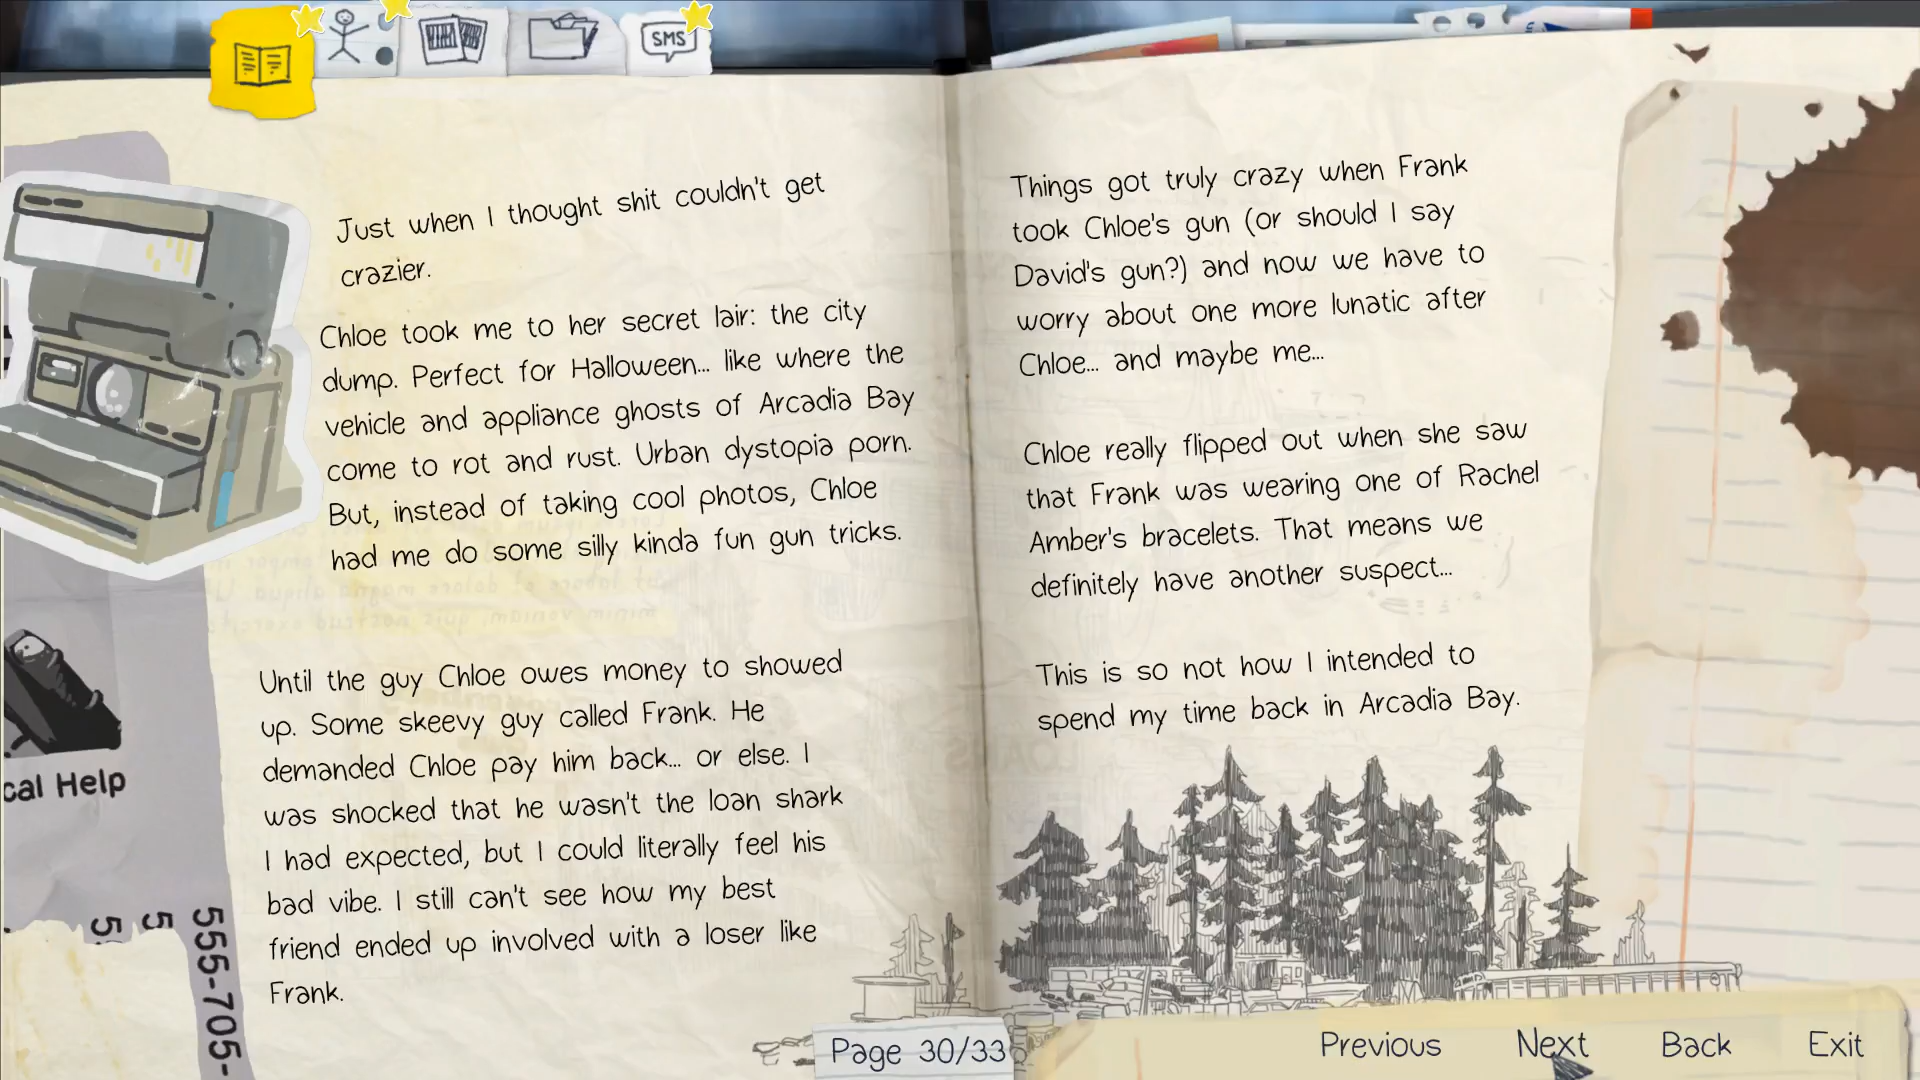 SMS
Just when I thought shit couldn't get
crazier.
Chloe took me to her secret lair: the city
dump. Perfect for Halloween... like where the
vehicle and appliance ghosts of Arcadia Bay
come to rot and rust. Urban dystopia porn.
But, instead of taking cool photos, Chloe
had me do some silly kinda fun gun tricks.
Until the guy Chloe owes money to showed
up. Some skeevy guy called Frank. He
demanded Chloe pay him back... or else. I
was shocked that he wasn't the loan shark
I had expected, but I could literally feel his
bad vibe. I still can't see how my best
friend ended up involved with a loser like
Frank.
cal Help
5
5
555-705-
Things got truly crazy when Frank
took Chloe's gun (or should I say
David's gun?) and now we have to
worry about one more lunatic after
Chloe... and maybe me...
Chloe really flipped out when she saw
that Frank was wearing one of Rachel
Amber's bracelets. That means we
definitely have another suspect...
This is so not how I intended to
spend my time back in Arcadia Bay.
Page 30/33
Previous Next Back Exit